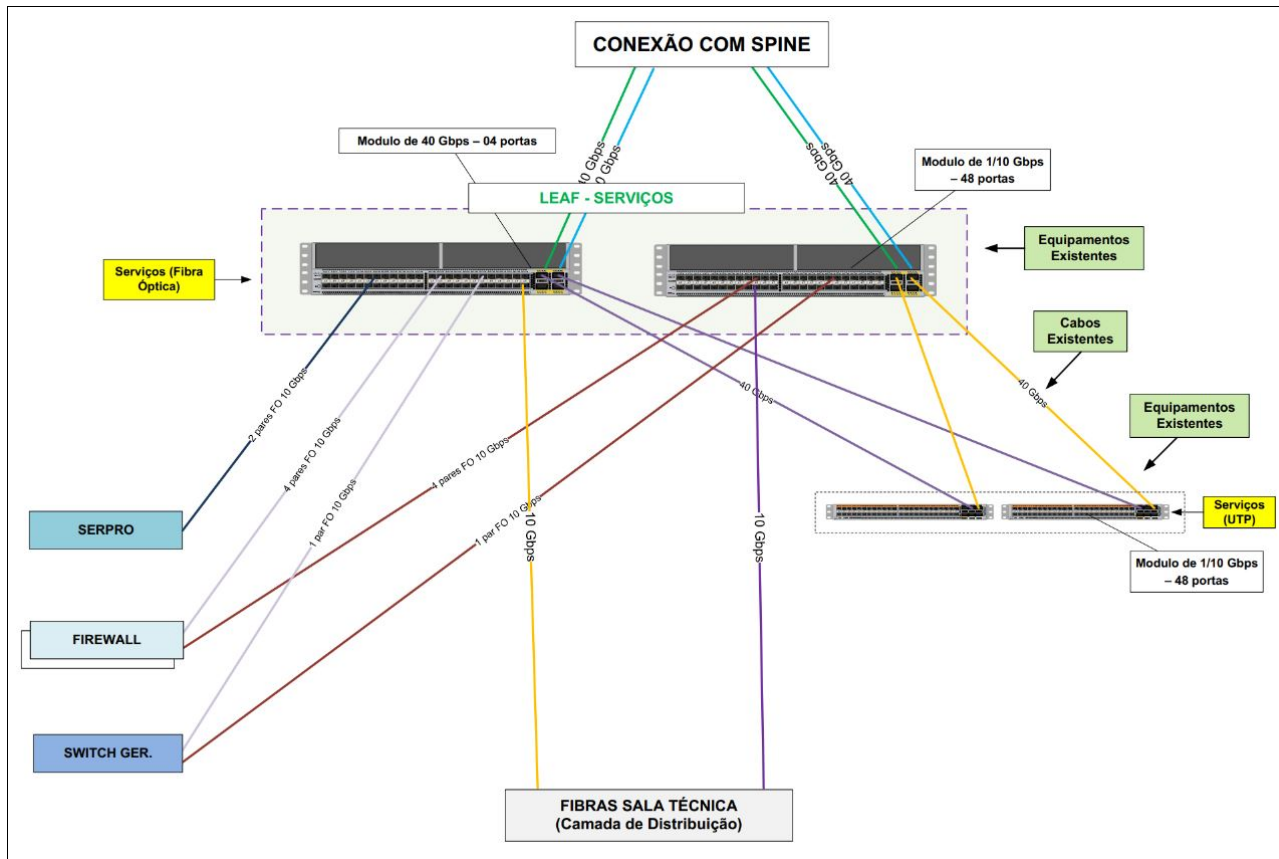 CONEXÃO COM SPINE
Modulo de 40 Gbps – 04 portas
40 Gbps
0 Gbps
40 Gbps
40 Gbps
Modulo de 1/10 Gbps
– 48 portas
LEAF - SERVIÇOS
Equipamentos
Existentes
Serviços (Fibra
Óptica)
Cabos
Existentes
2 pares FO 10 Gbps
4 pares FO 10 Gbps
1 par FO 10 Gbps
4 pares FO 10 Gbps
1 par FO 10 Gbps
40 Gbps
40 Gbps
Equipamentos
Existentes
10 Gbps
10 Gbps
Serviços
(UTP)
SERPRO
Modulo de 1/10 Gbps
– 48 portas
FIREWALL
SWITCH GER.
FIBRAS SALA TÉCNICA
(Camada de Distribuição)